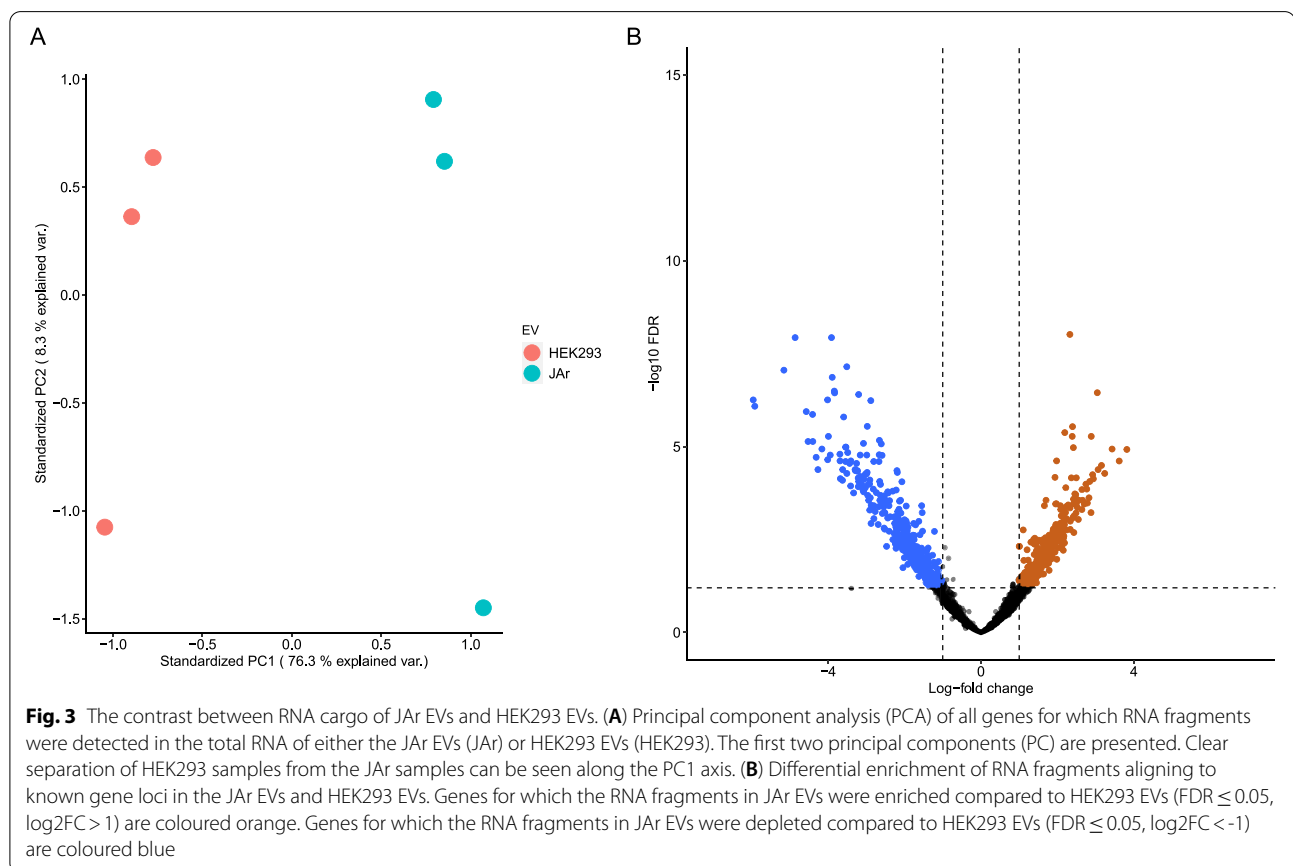 A
1.0
0.5
0.0
−0.5
−1.0
−1.5
Standardized PC2 ( 8.3 % explained var.)
−1.0
−0.5
0.0
0.5
1.0
Standardized PC1 ( 76.3 % explained var.)
EV
HEK293
JAr
B
15
10
5
0
−log10 FDR
−4
0
4
Log−fold change
Fig. 3 The contrast between RNA cargo of JAr EVs and HEK293 EVs. (A) Principal component analysis (PCA) of all genes for which RNA fragments
were detected in the total RNA of either the JAr EVs (JAr) or HEK293 EVs (HEK293). The first two principal components (PC) are presented. Clear
separation of HEK293 samples from the JAr samples can be seen along the PC1 axis. (B) Differential enrichment of RNA fragments aligning to
known gene loci in the JAr EVs and HEK293 EVs. Genes for which the RNA fragments in JAr EVs were enriched compared to HEK293 EVs (FDR ≤ 0.05,
log2FC > 1) are coloured orange. Genes for which the RNA fragments in JAr EVs were depleted compared to HEK293 EVs (FDR ≤ 0.05, log2FC < -1)
are coloured blue